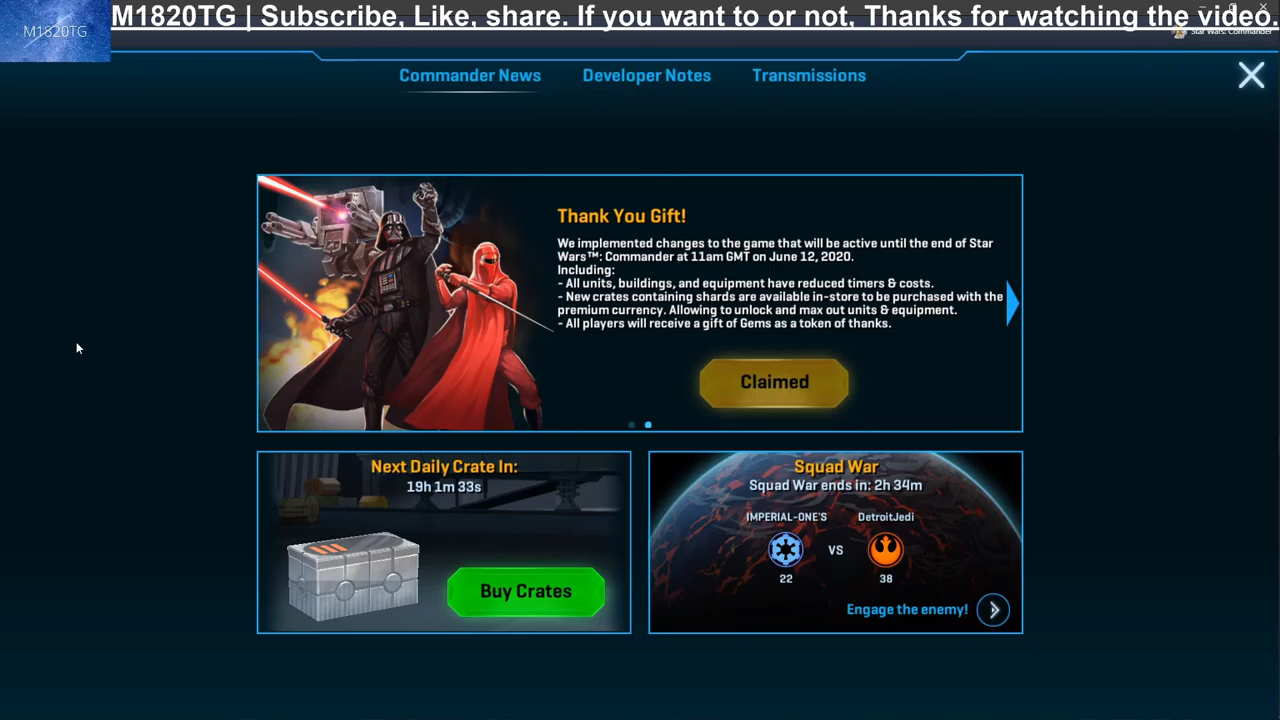 M1820TG | Subscribe, Like, share. If you want to or not, Thanks for watching the video.
M1820TG
Star Wars: Commander
Commander News
Developer Notes
Transmissions
Thank You Gift!
We implemented changes to the game that will be active until the end of Star
Wars™: Commander at 11am GMT on June 12, 2020.
Including:
- All units, buildings, and equipment have reduced timers & costs.
- New crates containing shards are available in-store to be purchased with the
premium currency. Allowing to unlock and max out units & equipment.
- All players will receive a gift of Gems as a token of thanks.
Claimed
Next Daily Crate In:
19h 1m 33s
Buy Crates
Squad War
Squad War ends in: 2h 34m
IMPERIAL-ONE'S
DetroitJedi
VS
22
38
Engage the enemy!